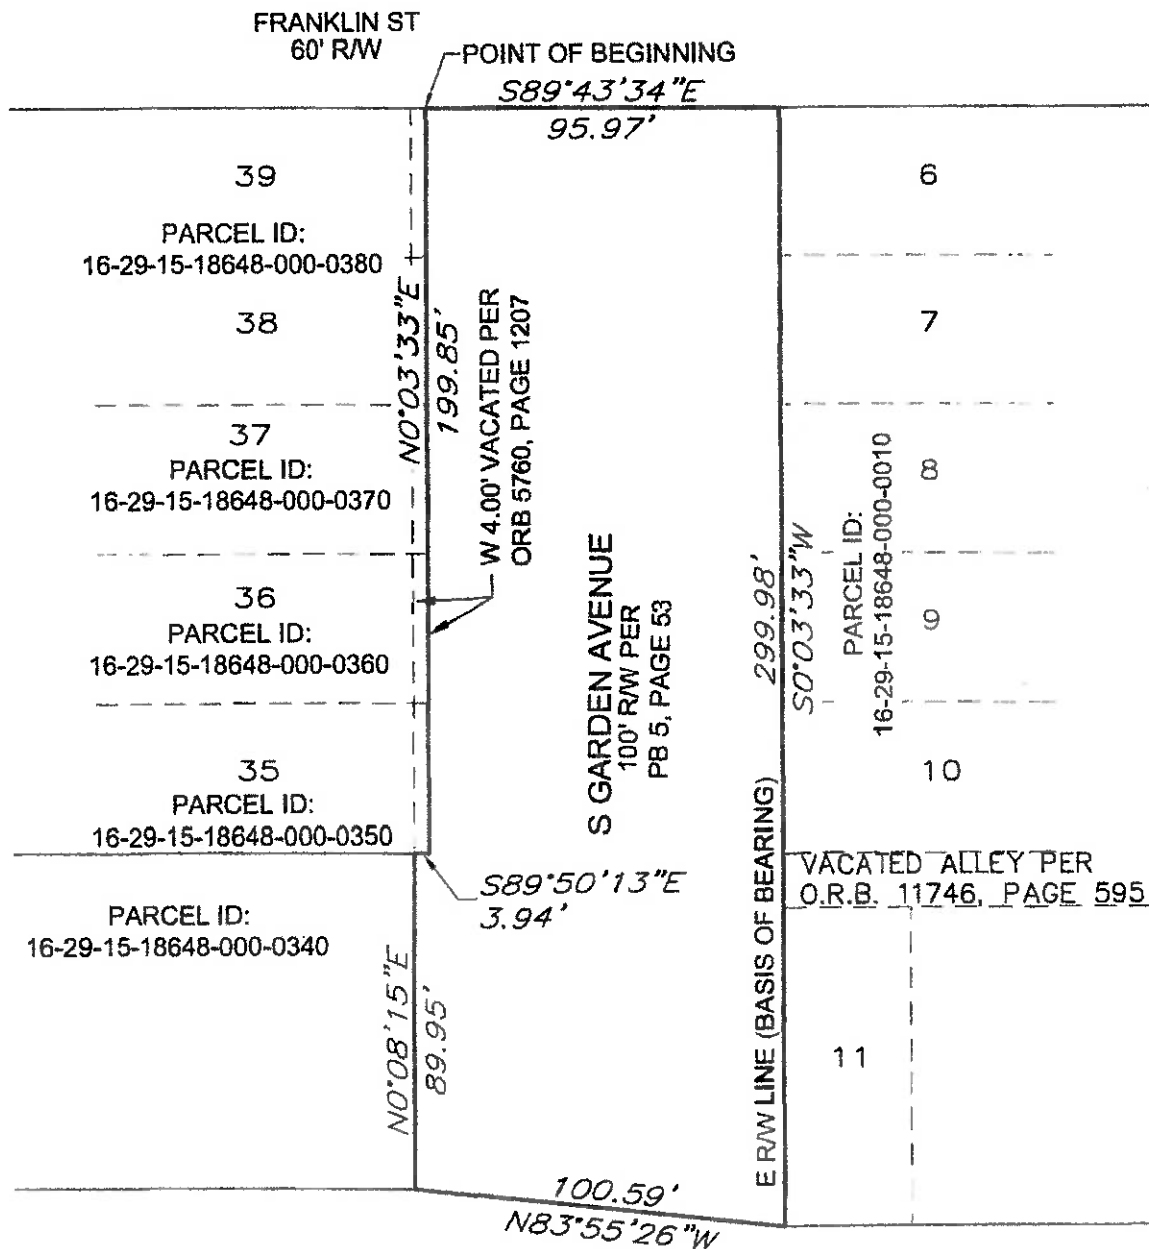 FRANKLIN ST
60' R/W
POINT OF BEGINNING
S89°43'34"E
95.97'
39
PARCEL ID:
16-29-15-18648-000-0380
38
37
PARCEL ID:
16-29-15-18648-000-0370
36
PARCEL ID:
16-29-15-18648-000-0360
35
PARCEL ID:
16-29-15-18648-000-0350
PARCEL ID:
16-29-15-18648-000-0340
N0°03'33"E
199.85'
W 4.00' VACATED PER
ORB 5760, PAGE 1207
S GARDEN AVENUE
100' R/W PER
PB 5, PAGE 53
299.98'
S0°03'33"W
E R/W LINE (BASIS OF BEARING)
6
7
8
9
10
PARCEL ID:
16-29-15-18648-000-0010
VACATED ALLEY PER
O.R.B. 11746, PAGE 595
11
S89°50'13"E
3.94'
N0°08'15"E
89.95'
100.59'
N83°55'26"W